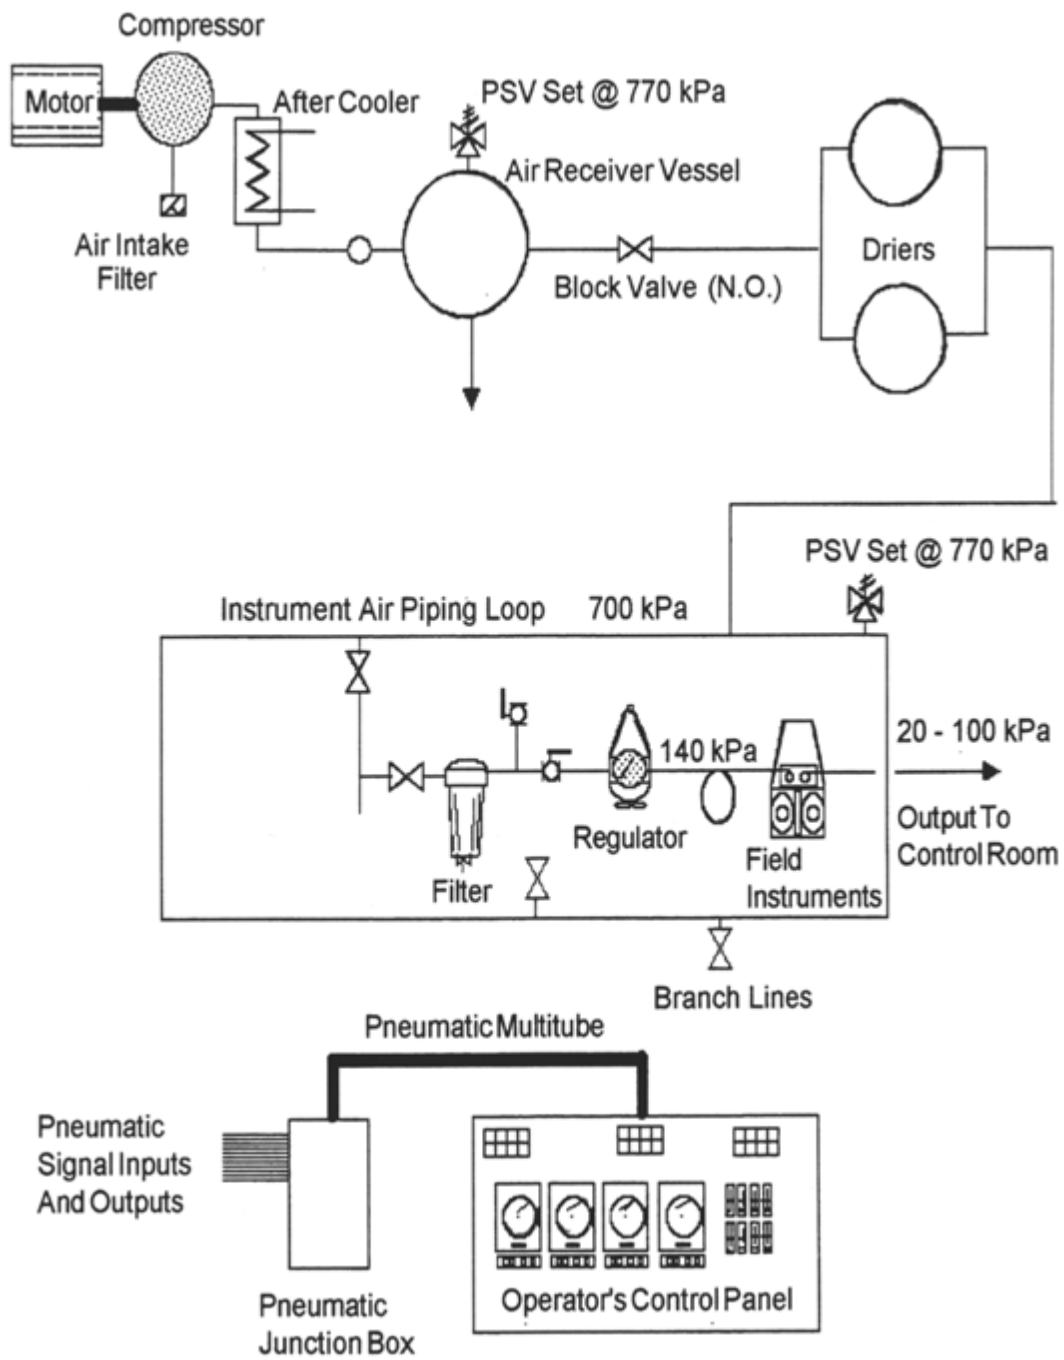 Compressor
Motor
After Cooler
PSV Set @ 770 kPa
Air Receiver Vessel
Air Intake
Filter
Block Valve (N.O.)
Driers
PSV Set @ 770 kPa
Instrument Air Piping Loop 700 kPa
20 - 100 kPa
140 kPa
Regulator
Output To
Control Room
Field
Instruments
Filter
Branch Lines
Pneumatic Multitube
Pneumatic
Signal Inputs
And Outputs
Operator's Control Panel
Pneumatic
Junction Box